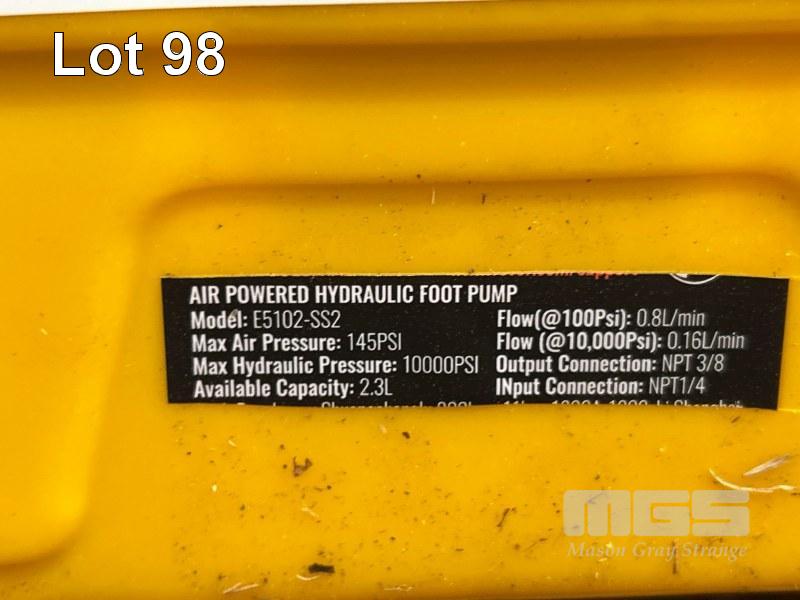 Lot 98
AIR POWERED HYDRAULIC FOOT PUMP
Model: E5102-SS2
Max Air Pressure: 145PSI
Max Hydraulic Pressure: 10000PSI
Available Capacity: 2.3L
Flow(@100Psi): 0.8L/min
Flow (@10,000Psi): 0.16L/min
Output Connection: NPT 3/8
INput Connection: NPT1/4
MGS
Mason Gray Strange